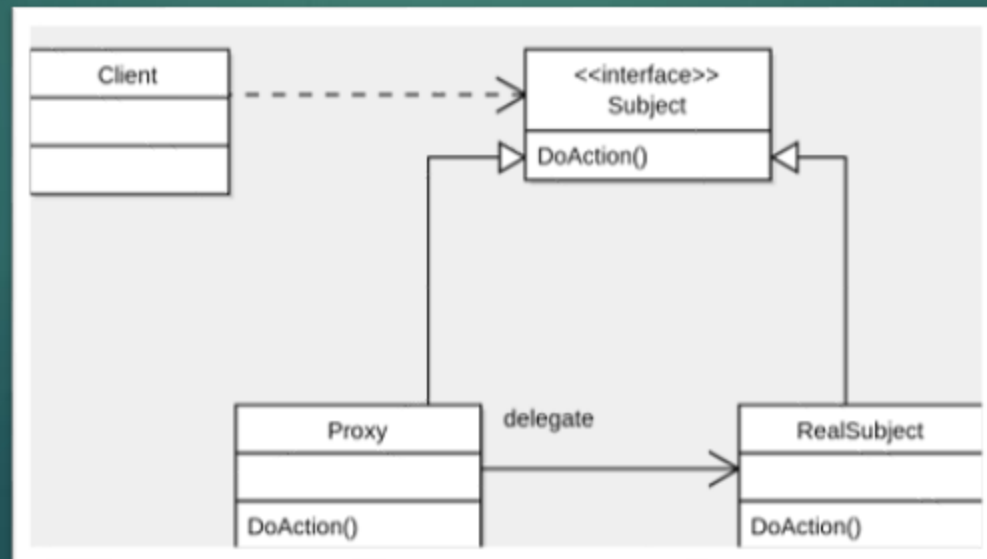 Client
<<interface>>
Subject
DoAction()
delegate
Proxy
RealSubject
DoAction()
DoAction()